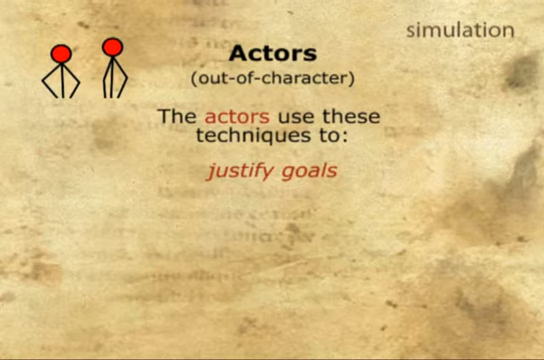 simulation
Actors
(out-of-character)
The actors use these
techniques to:
justify goals